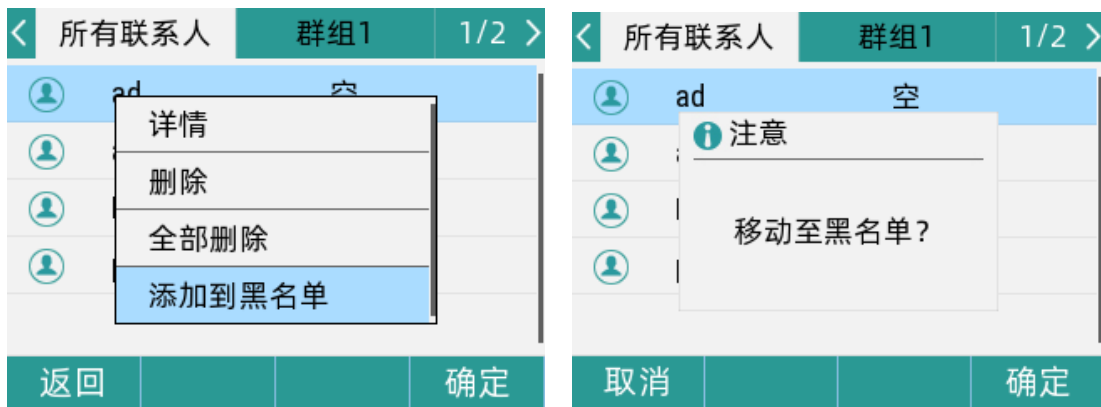 所有联系人 群组1 1/2
ad 空
详情
删除
全部删除
添加到黑名单
返回 确定
所有联系人 群组1 1/2
ad 空
注意
移动至黑名单?
取消 确定